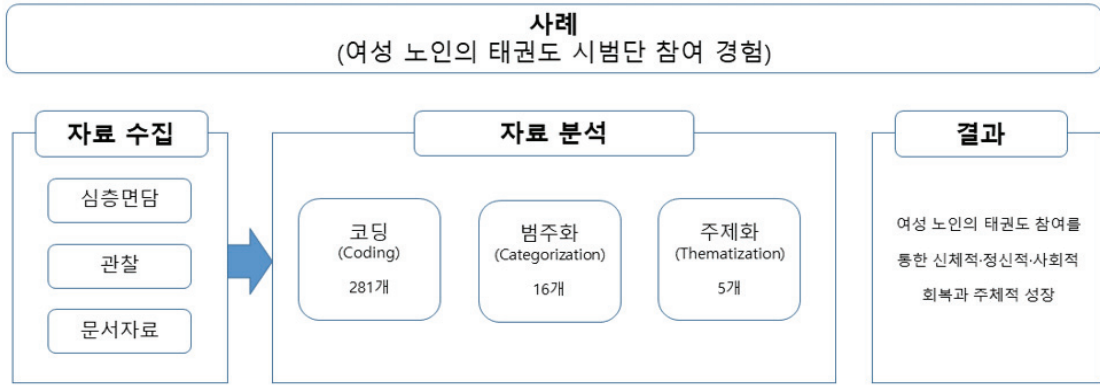 사례
(여성 노인의 태권도 시범단 참여 경험)
자료 수집
심층면담
관찰
문서자료
자료 분석
코딩
(Coding)
281개
범주화
(Categorization)
16개
주제화
(Thematization)
5개
결과
여성 노인의 태권도 참여를
통한 신체적·정신적·사회적
회복과 주체적 성장